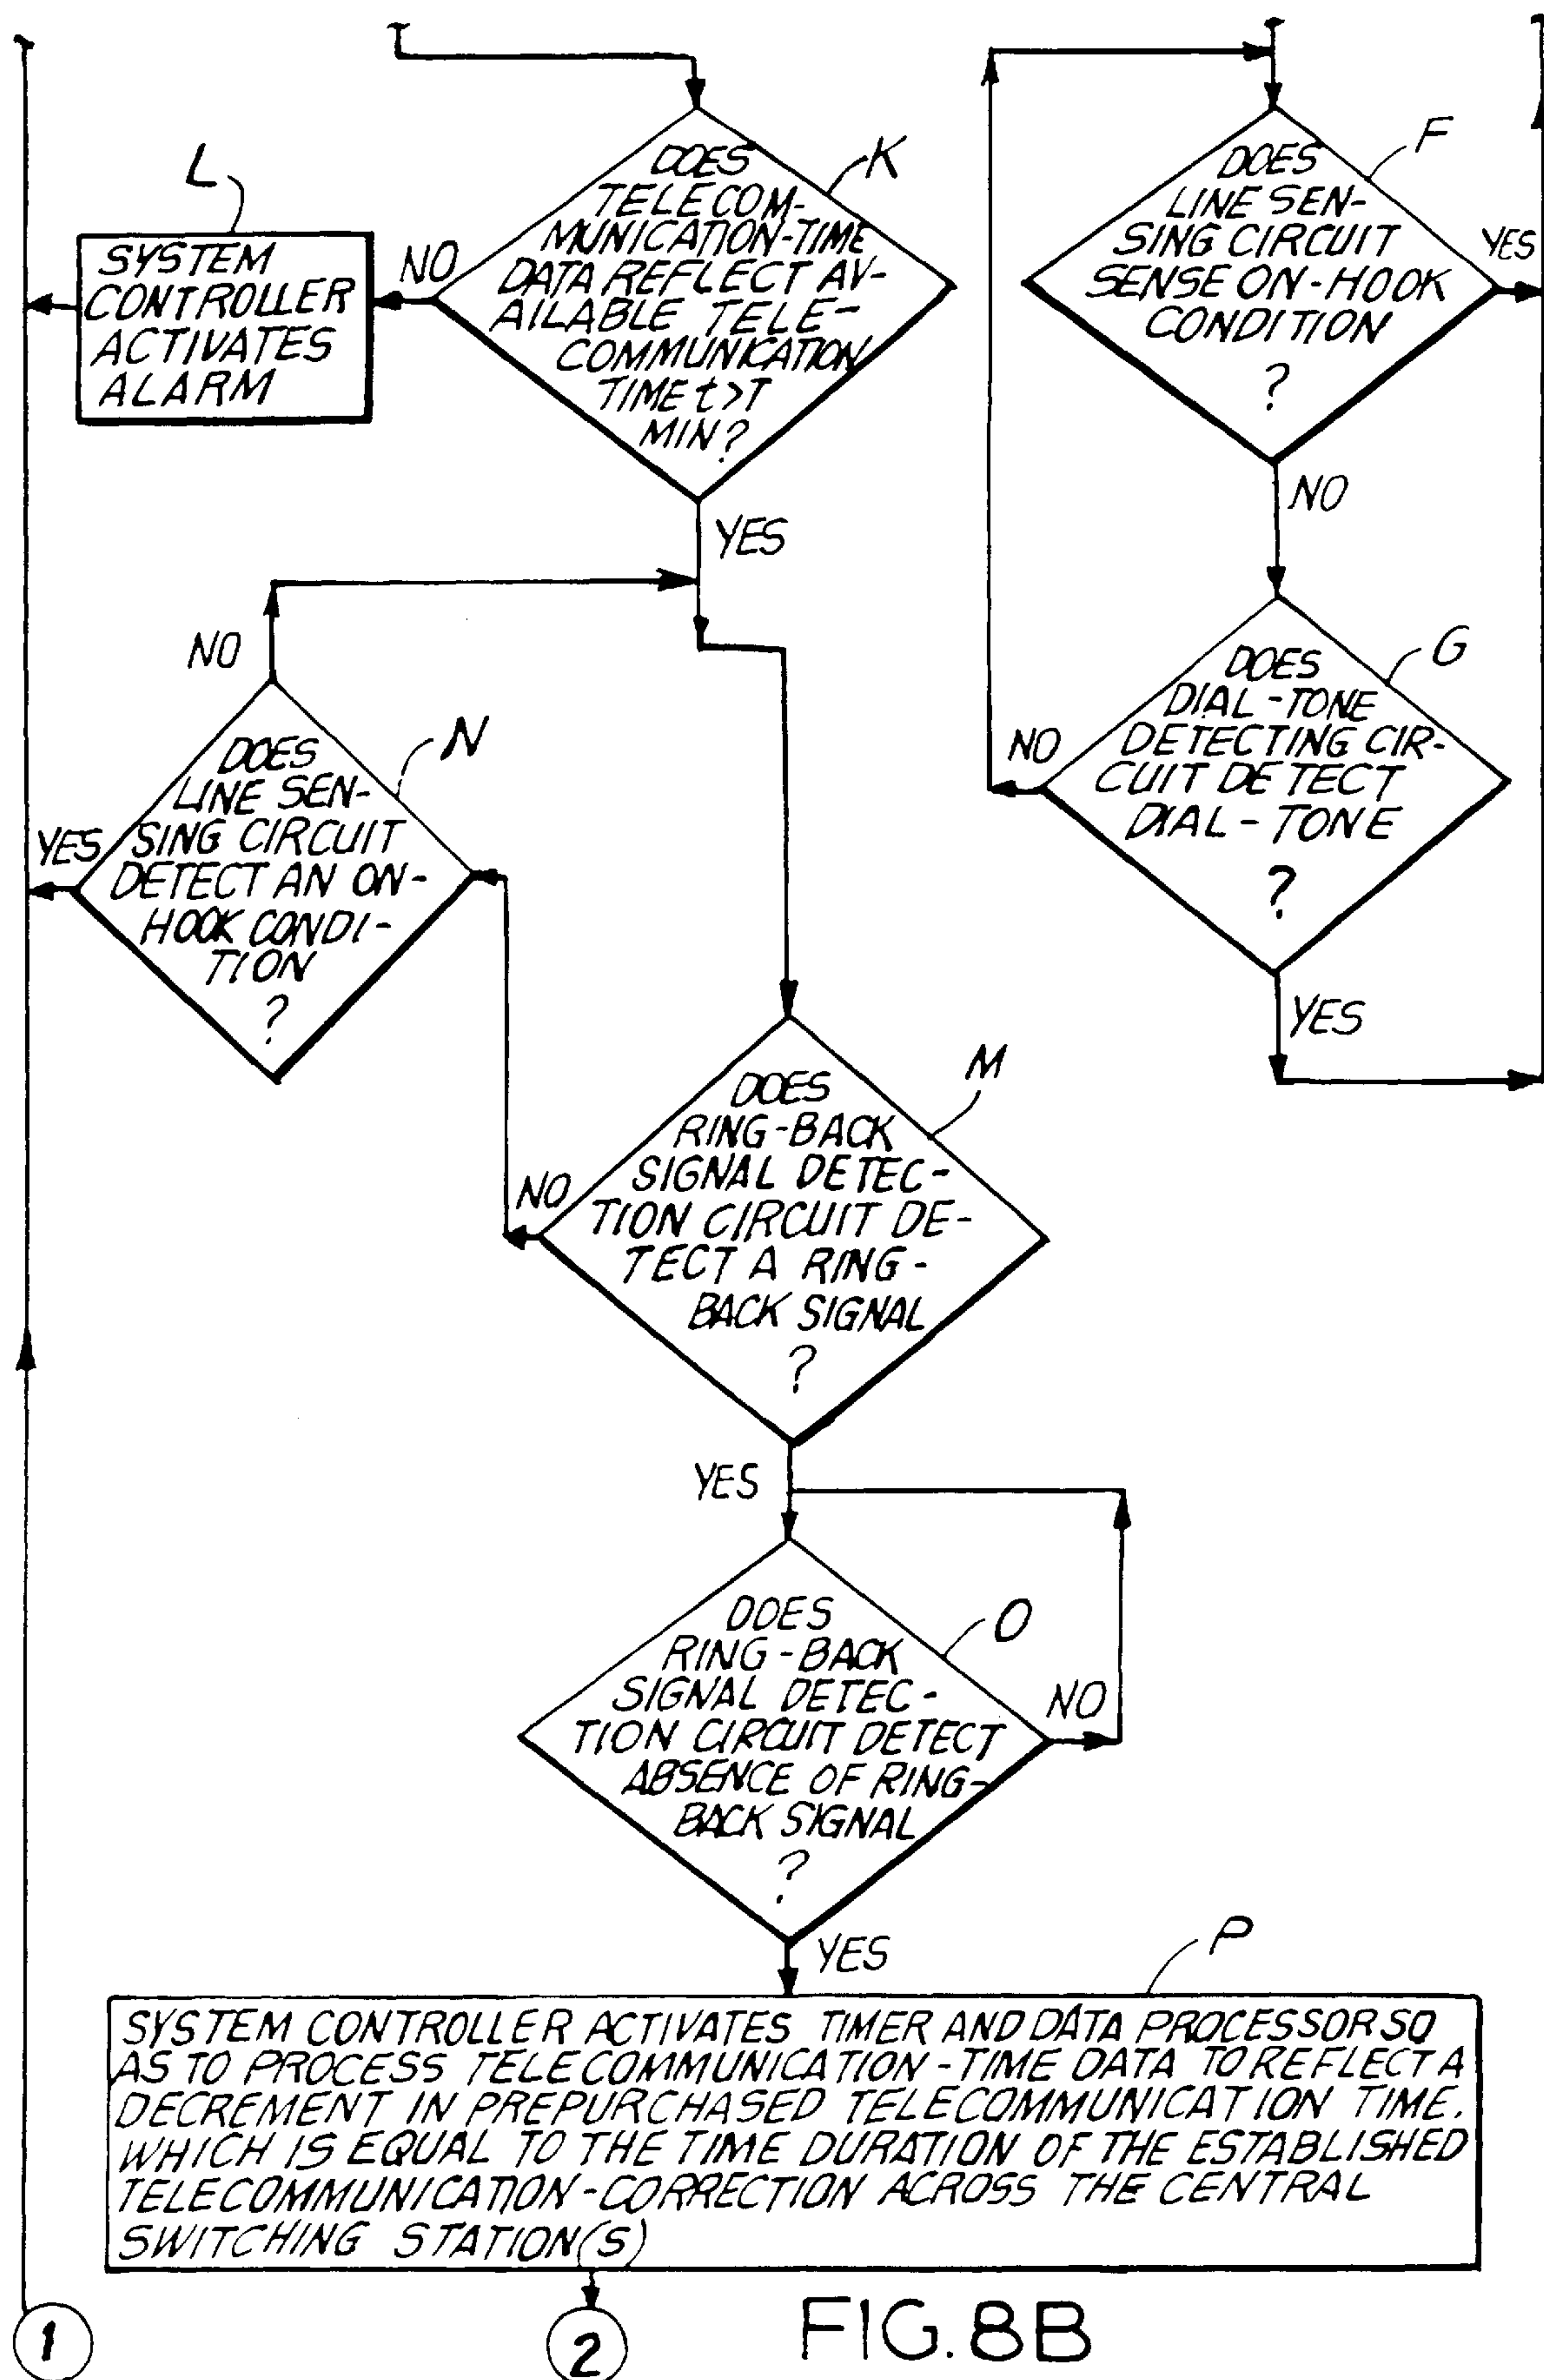 K
DOES
TELECOM-
MUNICATION-TIME
DATA REFLECT AV-
AILABLE TELE-
COMMUNICATION
TIME t>T
MIN?
NO
YES
L
SYSTEM
CONTROLLER
ACTIVATES
ALARM
F
DOES
LINE SEN-
SING CIRCUIT
SENSE ON-HOOK
CONDITION
?
YES
NO
G
DOES
DIAL-TONE
DETECTING CIR-
CUIT DETECT
DIAL-TONE
?
NO
YES
NO
N
DOES
LINE SEN-
SING CIRCUIT
DETECT AN ON-
HOOK CONDI-
TION
?
YES
M
DOES
RING-BACK
SIGNAL DETEC-
TION CIRCUIT DE-
TECT A RING-
BACK SIGNAL
?
NO
YES
O
DOES
RING-BACK
SIGNAL DETEC-
TION CIRCUIT DETECT
ABSENCE OF RING-
BACK SIGNAL
?
NO
YES
P
SYSTEM CONTROLLER ACTIVATES TIMER AND DATA PROCESSOR SO
AS TO PROCESS TELECOMMUNICATION-TIME DATA TO REFLECT A
DECREMENT IN PREPURCHASED TELECOMMUNICATION TIME.
WHICH IS EQUAL TO THE TIME DURATION OF THE ESTABLISHED
TELECOMMUNICATION-CORRECTION ACROSS THE CENTRAL
SWITCHING STATION(S)
1
2
FIG. 8B